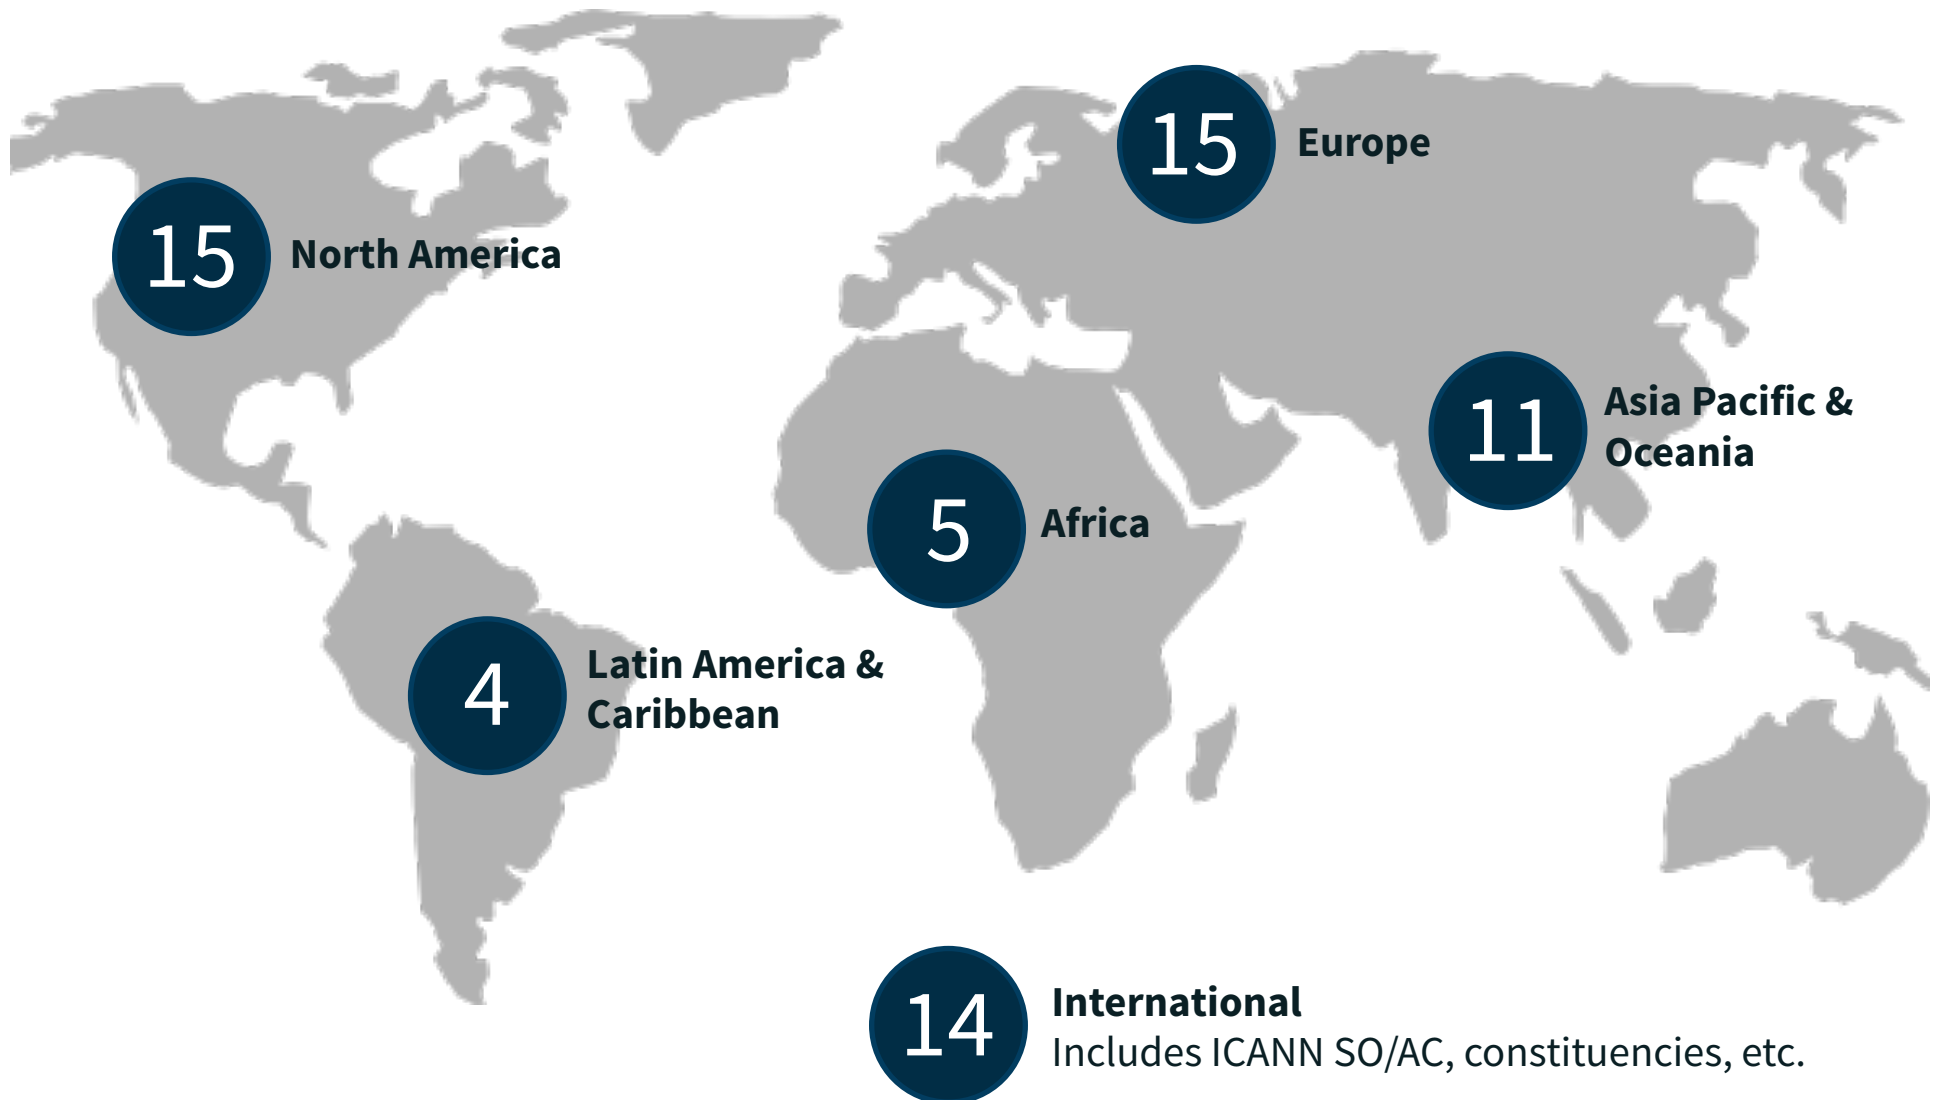 15 Europe
15 North America
11 Asia Pacific &
Oceania
5 Africa
4 Latin America &
Caribbean
14 International
Includes ICANN SO/AC, constituencies, etc.